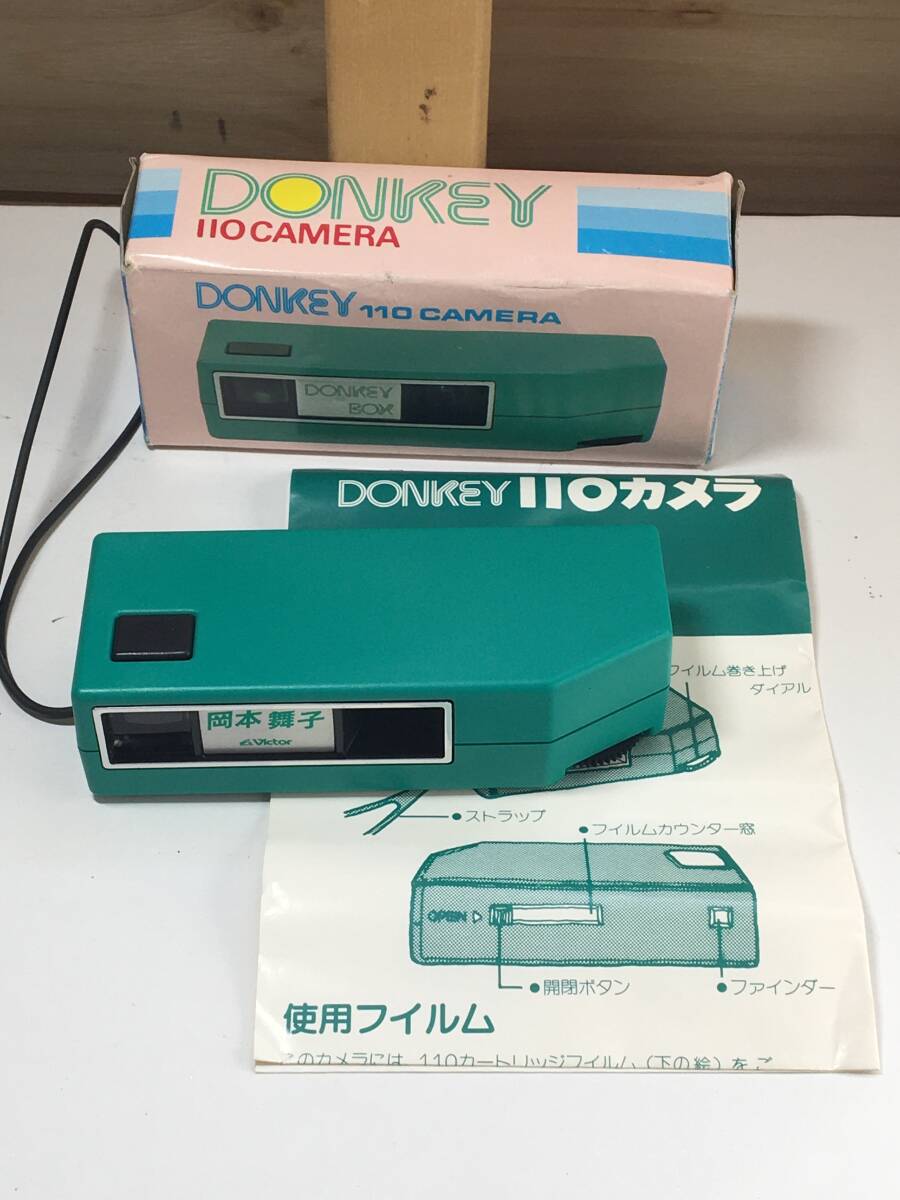 DONKEY
110CAMERA
DONKEY 110 CAMERA
DONKEY
BOX
DONKEY 110カメラ
フイルム巻き上げ
ダイアル
岡本舞子
Victor
●ストラップ
●フイルムカウンター窓
OPEN ▷
●開閉ボタン
●ファインダー
使用フイルム
このカメラには、110カートリッジフイルム(下の絵)をご